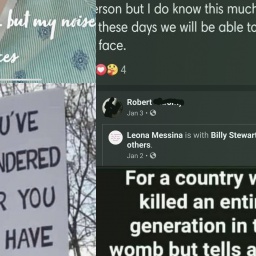 but my noise
ces
U'VE
NDERED
R YOU
HAVE
erson but I do know this much
these days we will be able to
face.
4
Robert
Jan 3
Leona Messina is with Billy Stewart
others.
Jan 2
For a country w
killed an enti
generation in t
womb but tells a